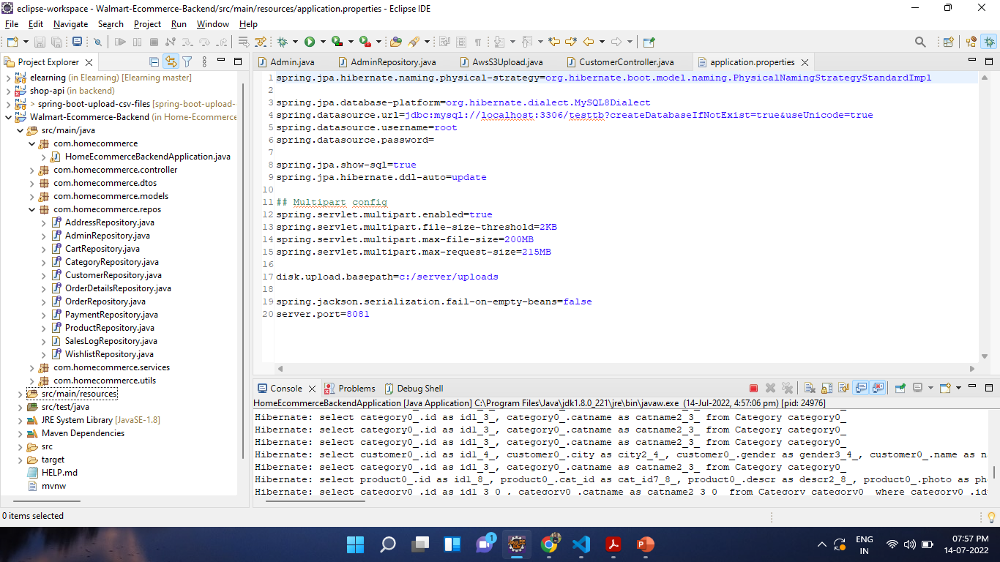 eclipse-workspace - Walmart-Ecommerce-Backend/src/main/resources/application.properties - Eclipse IDE
File Edit Navigate Search Project Run Window Help
Project Explorer
elearning (in Elearning) [Elearning master]
shop-api (in backend)
> spring-boot-upload-csv-files [spring-boot-upload-
Walmart-Ecommerce-Backend (in Home-Ecommerce
src/main/java
com.homecommerce
HomeEcommerceBackendApplication.java
com.homecommerce.controller
com.homecommerce.dtos
com.homecommerce.models
com.homecommerce.repos
AddressRepository.java
AdminRepository.java
CartRepository.java
CategoryRepository.java
CustomerRepository.java
OrderDetailsRepository.java
OrderRepository.java
PaymentRepository.java
ProductRepository.java
SalesLogRepository.java
WishlistRepository.java
com.homecommerce.services
com.homecommerce.utils
src/main/resources
src/test/java
JRE System Library [JavaSE-1.8]
Maven Dependencies
src
target
HELP.md
mvnw
Admin.java AdminRepository.java AwsS3Upload.java CustomerController.java application.properties
1 spring.jpa.hibernate.naming.physical-strategy=org.hibernate.boot.model.naming.PhysicalNamingStrategyStandardImpl
2
3 spring.jpa.database-platform=org.hibernate.dialect.MySQL8Dialect
4 spring.datasource.url=jdbc:mysql://localhost:3306/testtb?createDatabaseIfNotExist=true&useUnicode=true
5 spring.datasource.username=root
6 spring.datasource.password=
7
8 spring.jpa.show-sql=true
9 spring.jpa.hibernate.ddl-auto=update
10
11 ## Multipart config
12 spring.servlet.multipart.enabled=true
13 spring.servlet.multipart.file-size-threshold=2KB
14 spring.servlet.multipart.max-file-size=200MB
15 spring.servlet.multipart.max-request-size=215MB
16
17 disk.upload.basepath=c:/server/uploads
18
19 spring.jackson.serialization.fail-on-empty-beans=false
20 server.port=8081
Console Problems Debug Shell
HomeEcommerceBackendApplication [Java Application] C:\Program Files\Java\jdk1.8.0_221\jre\bin\javaw.exe (14-Jul-2022, 4:57:06 pm) [pid: 24976]
Hibernate: select category0_.id as id1_3_, category0_.catname as catname2_3_ from Category category0_
Hibernate: select category0_.id as id1_3_, category0_.catname as catname2_3_ from Category category0_
Hibernate: select category0_.id as id1_3_, category0_.catname as catname2_3_ from Category category0_
Hibernate: select customer0_.id as id1_4_, customer0_.city as city2_4_, customer0_.gender as gender3_4_, customer0_.name as n
Hibernate: select category0_.id as id1_3_, category0_.catname as catname2_3_ from Category category0_
Hibernate: select product0_.id as id1_8_, product0_.cat_id as cat_id7_8_, product0_.descr as descr2_8_, product0_.photo as ph
Hibernate: select category0_.id as id1_3_0_, category0_.catname as catname2_3_0_ from Category category0_ where category0_.id
0 items selected
1
ENG
IN
07:57 PM
14-07-2022